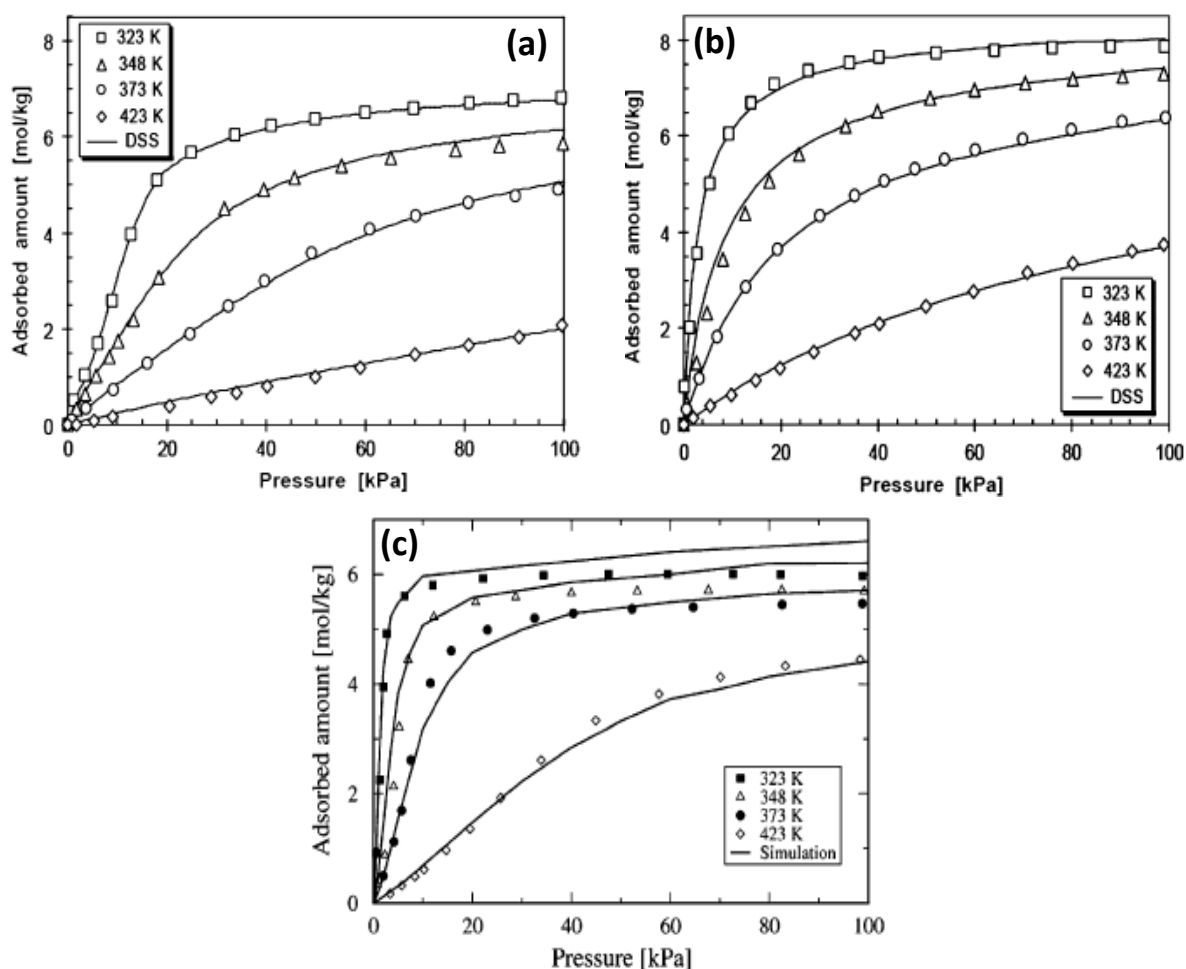 (a)
323 K
348 K
373 K
423 K
DSS
8
6
4
2
0
0 20 40 60 80 100
Adsorbed amount [mol/kg]
Pressure [kPa]
(b)
8
6
4
2
0
0 20 40 60 80 100
323 K
348 K
373 K
423 K
DSS
Adsorbed amount [mol/kg]
Pressure [kPa]
(c)
6
4
2
0
0 20 40 60 80 100
323 K
348 K
373 K
423 K
Simulation
Adsorbed amount [mol/kg]
Pressure [kPa]